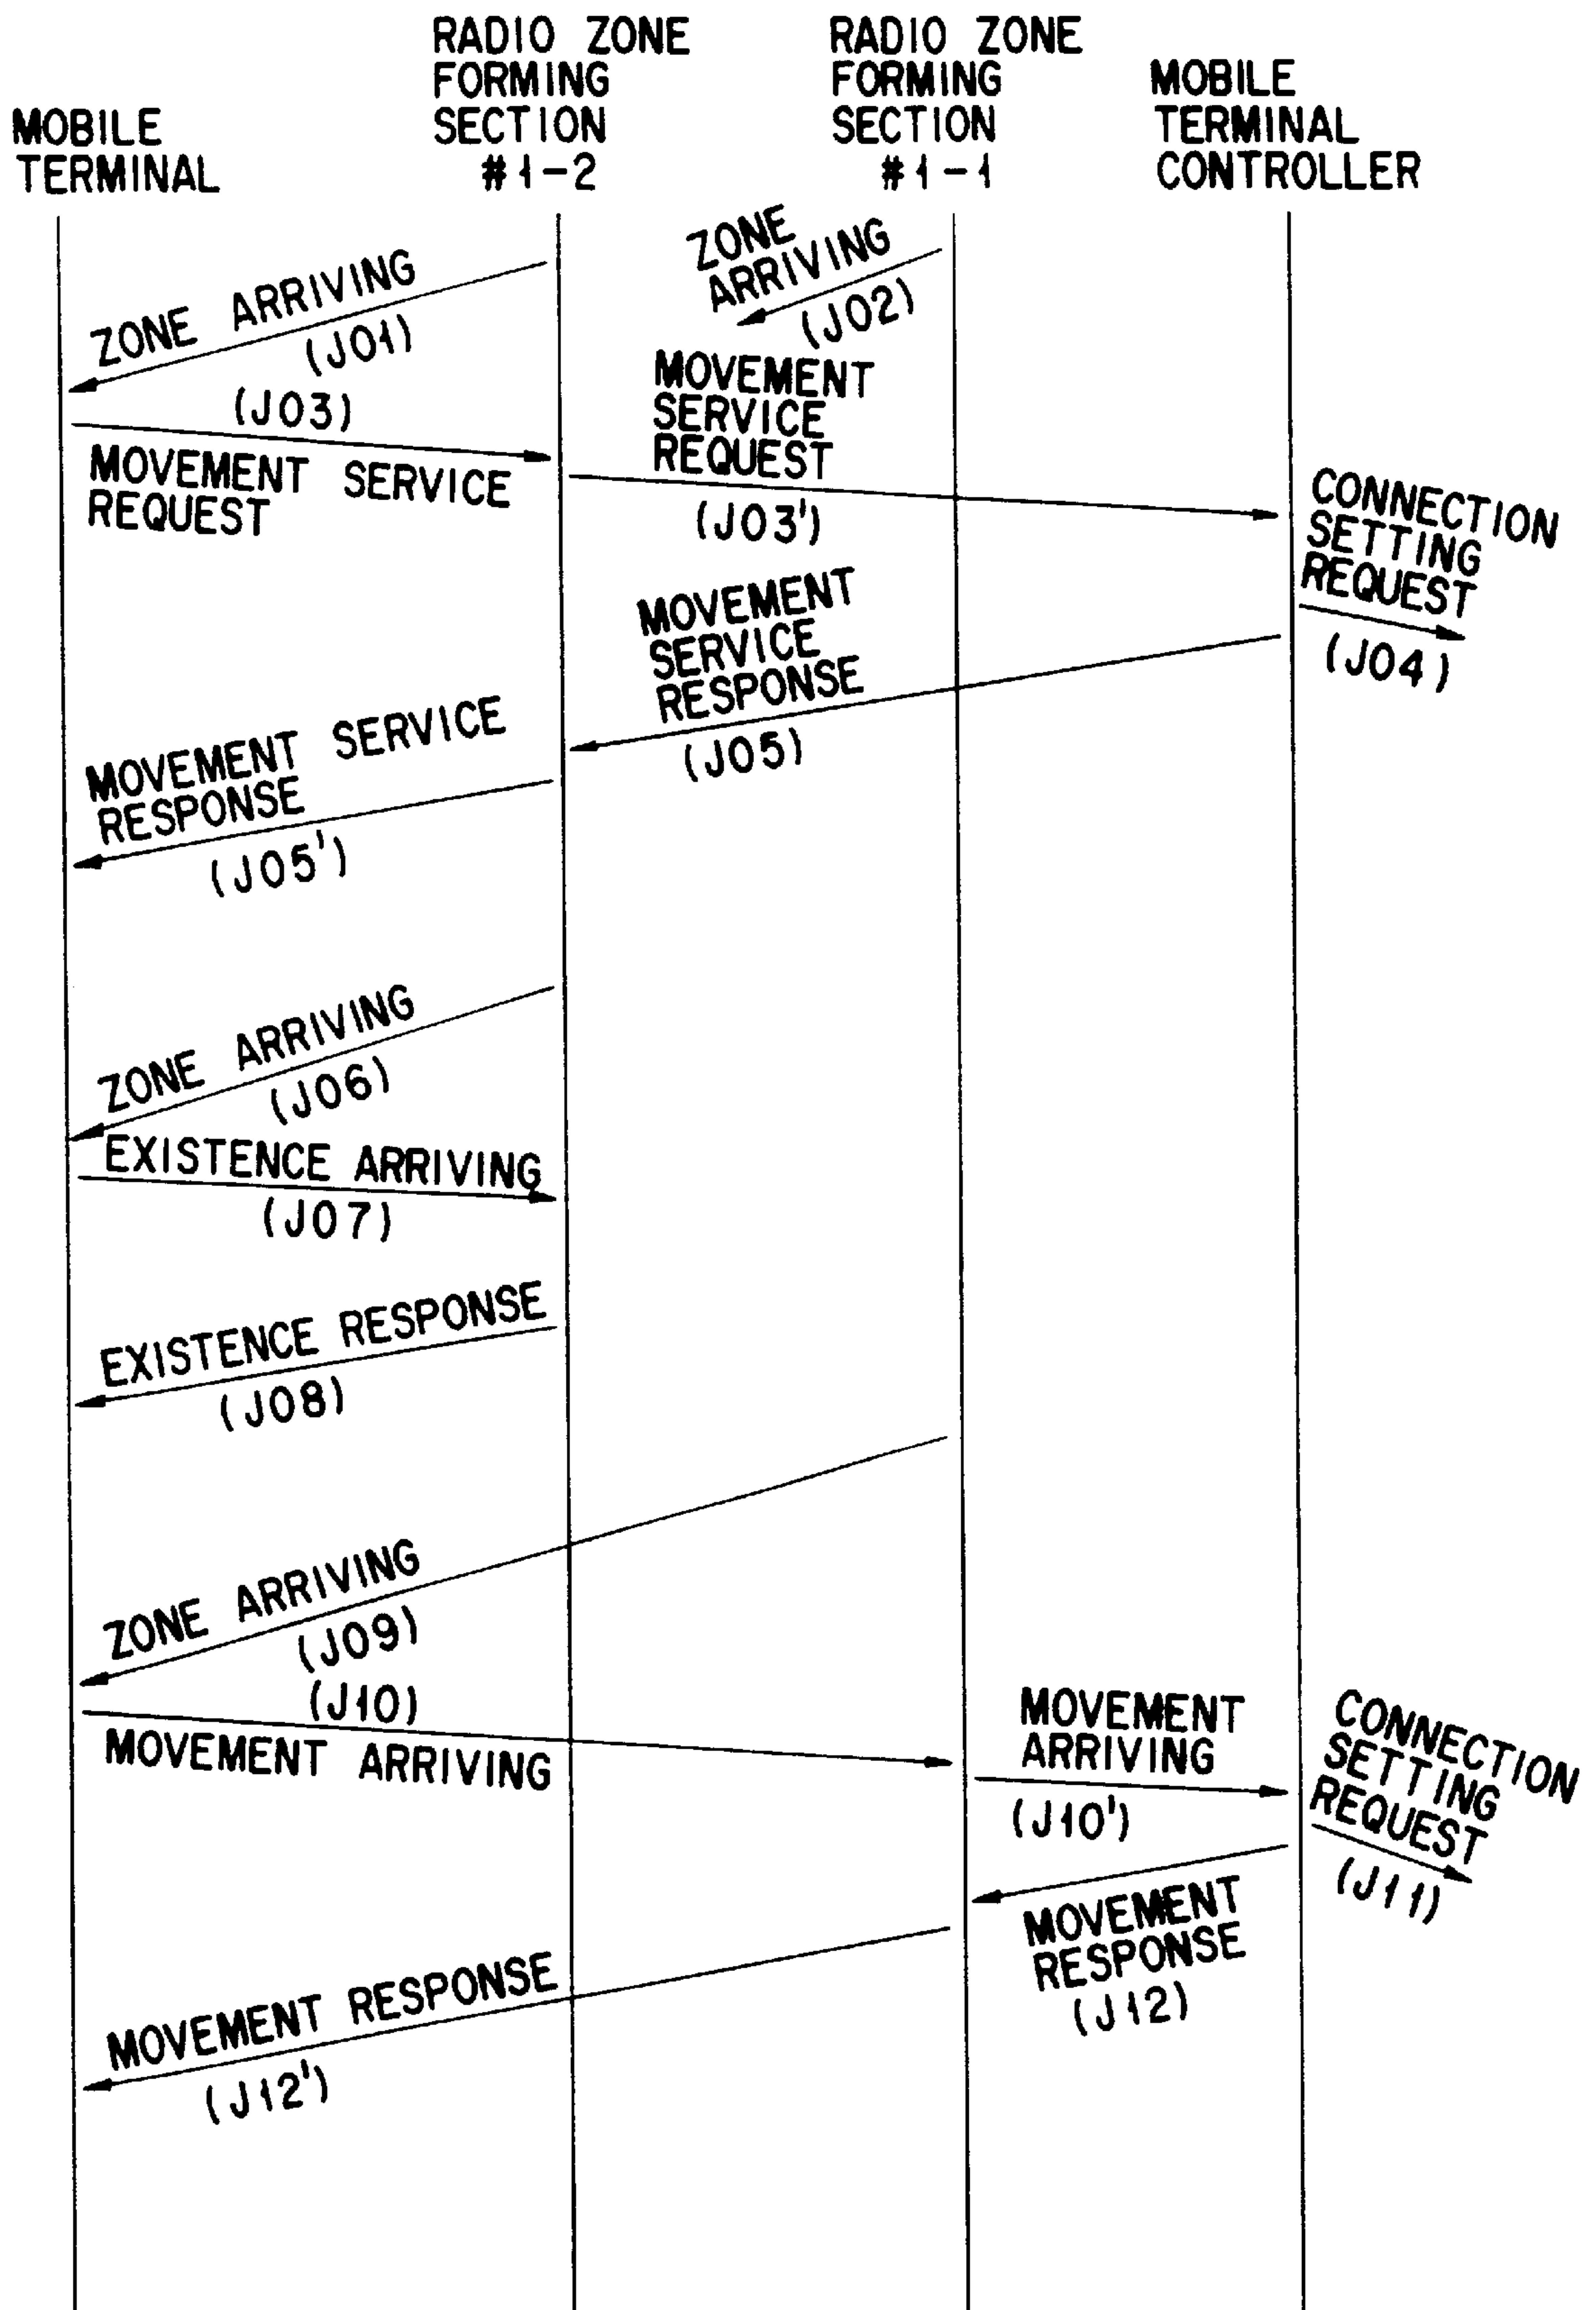 MOBILE
TERMINAL
RADIO ZONE
FORMING
SECTION
#1-2
RADIO ZONE
FORMING
SECTION
#1-1
MOBILE
TERMINAL
CONTROLLER
ZONE ARRIVING
(J01)
ZONE
ARRIVING
(J02)
(J03)
MOVEMENT SERVICE
REQUEST
MOVEMENT
SERVICE
REQUEST
(J03')
CONNECTION
SETTING
REQUEST
(J04)
MOVEMENT
SERVICE
RESPONSE
(J05)
MOVEMENT SERVICE
RESPONSE
(J05')
ZONE ARRIVING
(J06)
EXISTENCE ARRIVING
(J07)
EXISTENCE RESPONSE
(J08)
ZONE ARRIVING
(J09)
(J10)
MOVEMENT ARRIVING
MOVEMENT
ARRIVING
(J10')
CONNECTION
SETTING
REQUEST
(J11)
MOVEMENT
RESPONSE
(J12)
MOVEMENT RESPONSE
(J12')